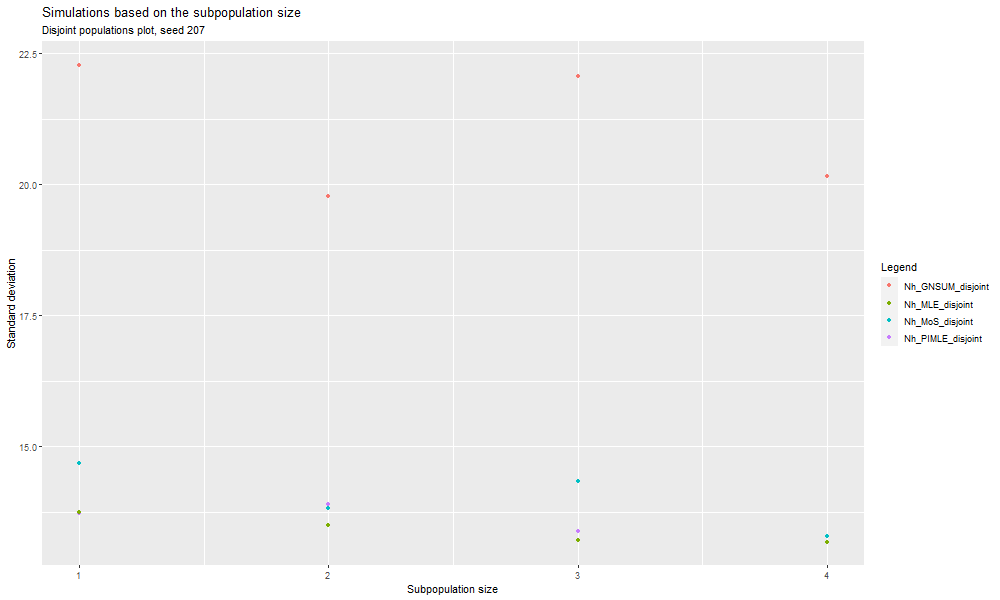 Simulations based on the subpopulation size
Disjoint populations plot, seed 207
22.5
20.0
17.5
15.0
Standard deviation
1
2
3
4
Subpopulation size
Legend
Nh_GNSUM_disjoint
Nh_MLE_disjoint
Nh_MoS_disjoint
Nh_PIMLE_disjoint